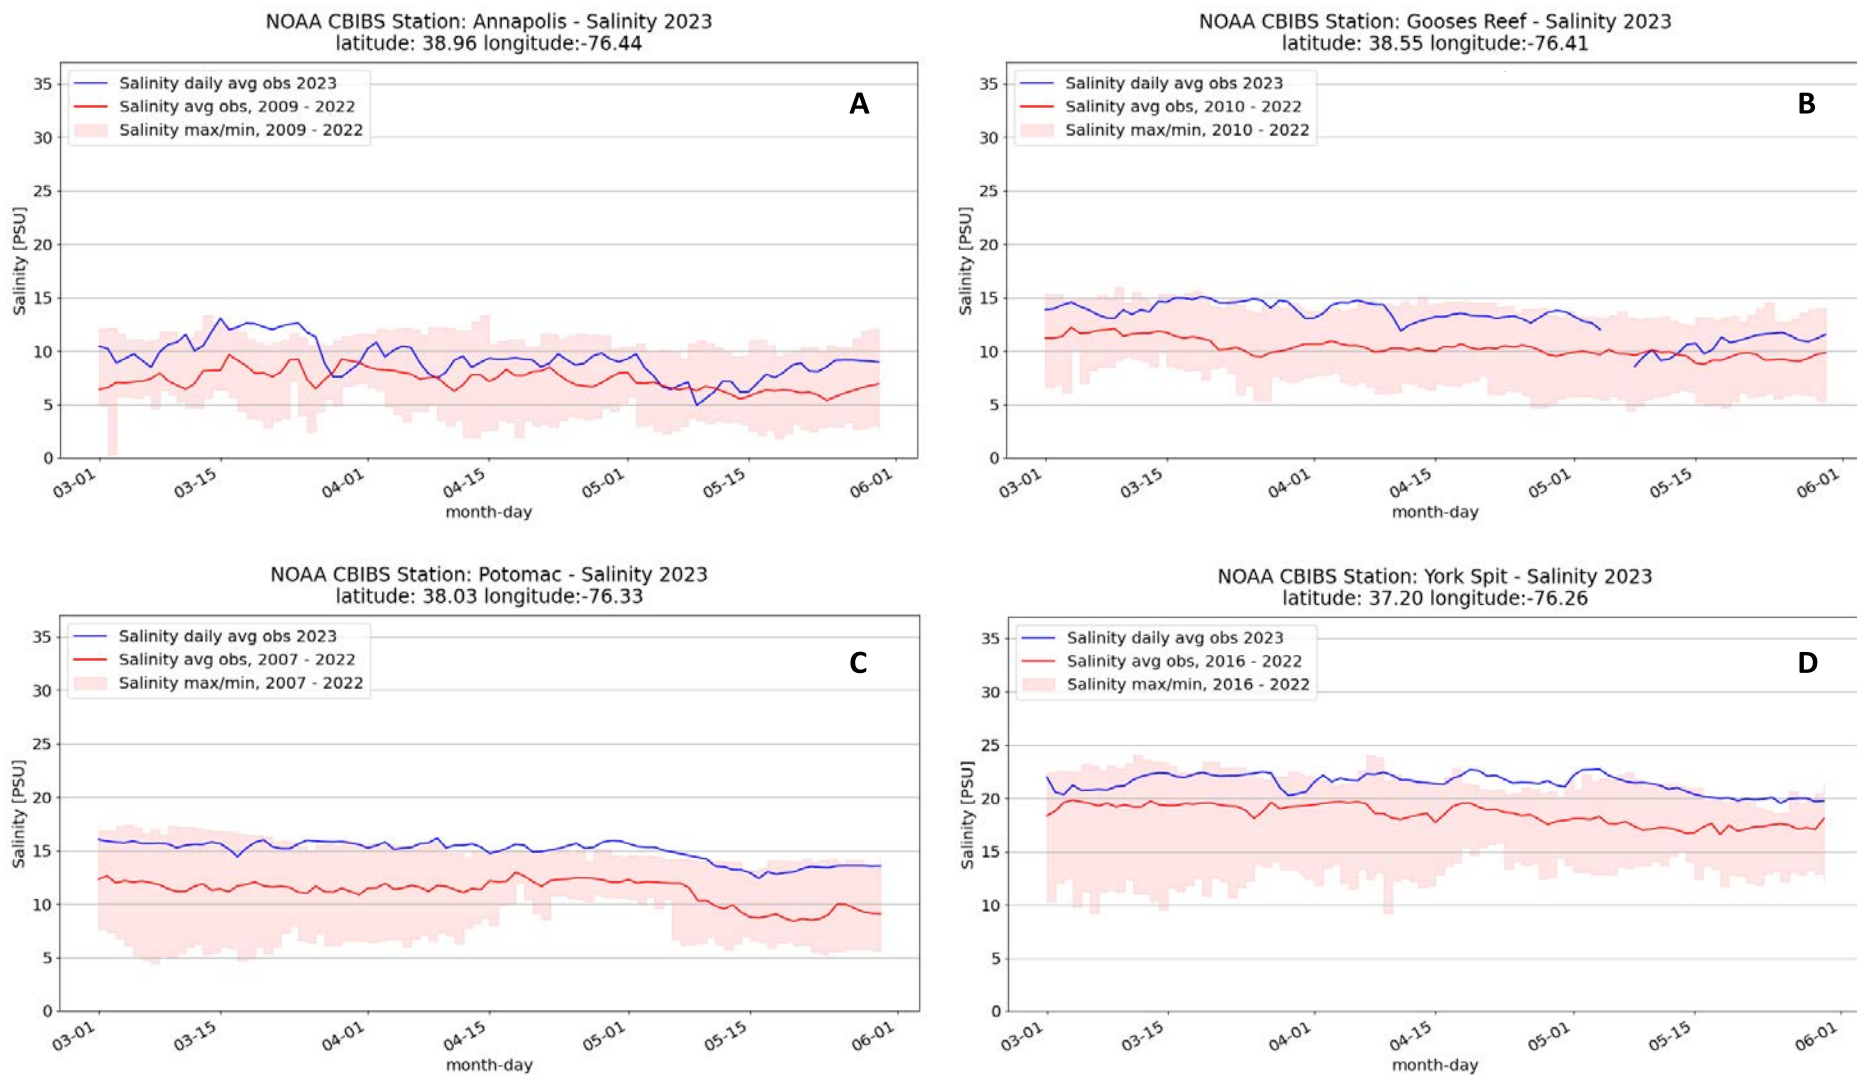 NOAA CBIBS Station: Annapolis - Salinity 2023
latitude: 38.96 longitude:-76.44
Salinity daily avg obs 2023
Salinity avg obs, 2009 - 2022
Salinity max/min, 2009 - 2022
A
Salinity [PSU]
35
30
25
20
15
10
5
0
03-01
03-15
04-01
04-15
05-01
05-15
06-01
month-day
NOAA CBIBS Station: Gooses Reef - Salinity 2023
latitude: 38.55 longitude:-76.41
Salinity daily avg obs 2023
Salinity avg obs, 2010 - 2022
Salinity max/min, 2010 - 2022
B
Salinity [PSU]
35
30
25
20
15
10
5
0
03-01
03-15
04-01
04-15
05-01
05-15
06-01
month-day
NOAA CBIBS Station: Potomac - Salinity 2023
latitude: 38.03 longitude:-76.33
Salinity daily avg obs 2023
Salinity avg obs, 2007 - 2022
Salinity max/min, 2007 - 2022
C
Salinity [PSU]
35
30
25
20
15
10
5
0
03-01
03-15
04-01
04-15
05-01
05-15
06-01
month-day
NOAA CBIBS Station: York Spit - Salinity 2023
latitude: 37.20 longitude:-76.26
Salinity daily avg obs 2023
Salinity avg obs, 2016 - 2022
Salinity max/min, 2016 - 2022
D
Salinity [PSU]
35
30
25
20
15
10
5
0
03-01
03-15
04-01
04-15
05-01
05-15
06-01
month-day